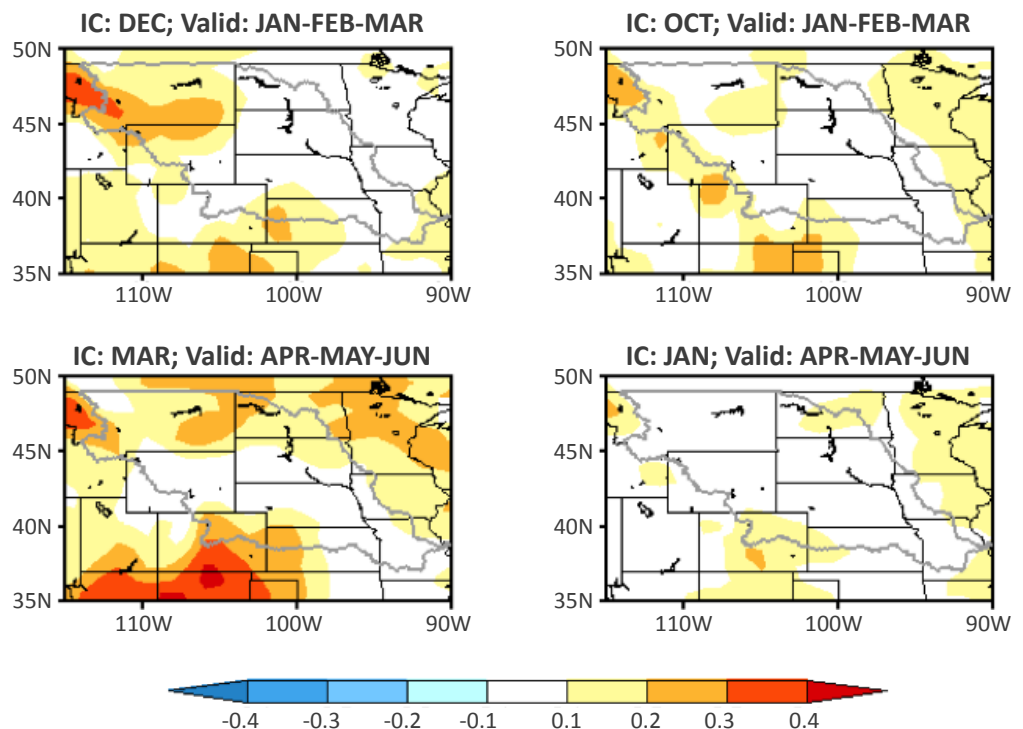 IC: DEC; Valid: JAN-FEB-MAR
50N
45N
40N
35N
110W 100W 90W
IC: OCT; Valid: JAN-FEB-MAR
50N
45N
40N
35N
110W 100W 90W
IC: MAR; Valid: APR-MAY-JUN
50N
45N
40N
35N
110W 100W 90W
IC: JAN; Valid: APR-MAY-JUN
50N
45N
40N
35N
110W 100W 90W
-0.4 -0.3 -0.2 -0.1 0.1 0.2 0.3 0.4